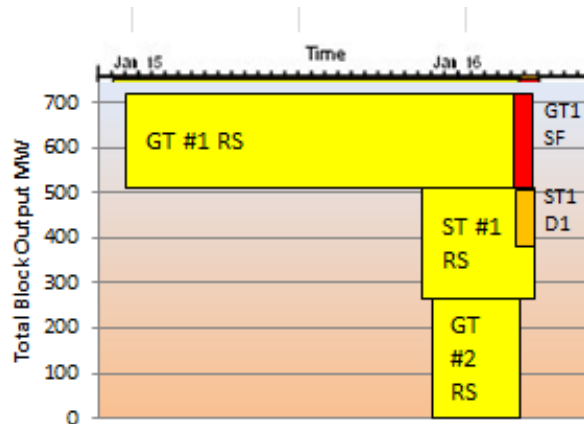 Time
Jan 15
Jan 16
700
600
500
400
300
200
100
0
Total Block Output MW
GT #1 RS
GT1
SF
ST #1
RS
ST1
D1
GT
#2
RS